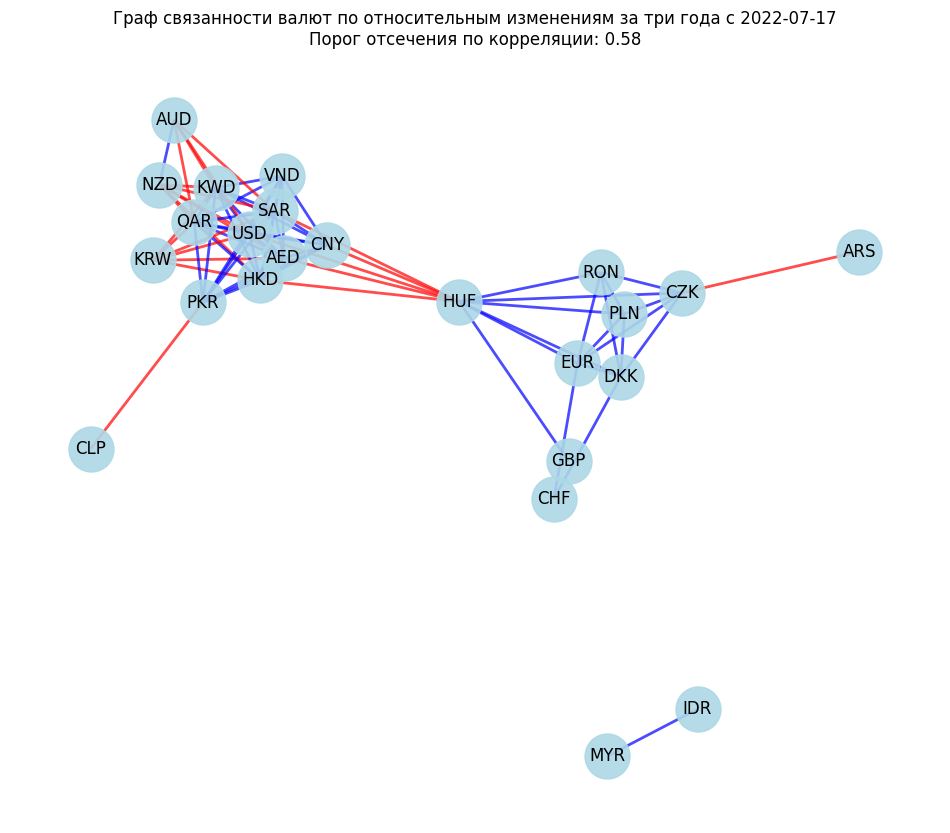 Граф связанности валют по относительным изменениям за три года с 2022-07-17
Порог отсечения по корреляции: 0.58
AUD
VND
NZD
KWD
SAR
QAR
USD
CNY
ARS
KRW
AED
HKD
RON
CZK
PKR
HUF
PLN
EUR
DKK
CLP
GBP
CHF
IDR
MYR